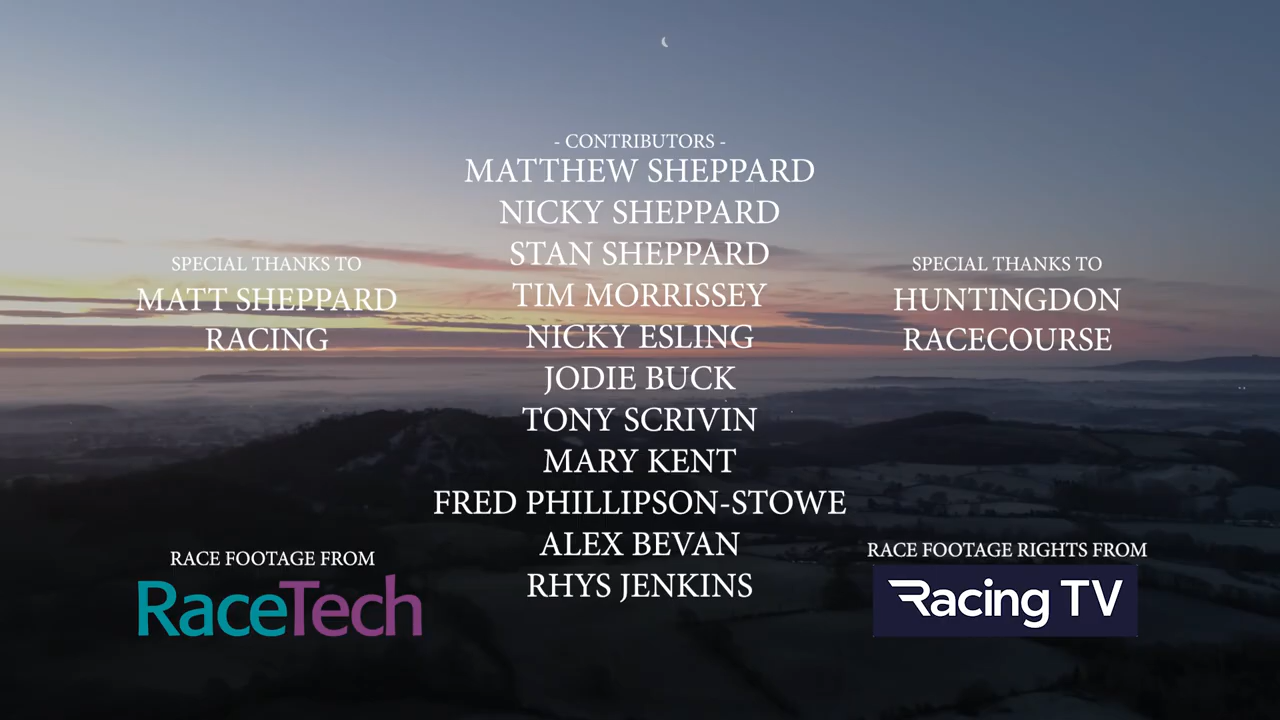 - CONTRIBUTORS -
MATTHEW SHEPPARD
NICKY SHEPPARD
STAN SHEPPARD
TIM MORRISSEY
NICKY ESLING
JODIE BUCK
TONY SCRIVIN
MARY KENT
FRED PHILLIPSON-STOWE
ALEX BEVAN
RHYS JENKINS
SPECIAL THANKS TO
MATT SHEPPARD
RACING
SPECIAL THANKS TO
HUNTINGDON
RACECOURSE
RACE FOOTAGE FROM
RaceTech
RACE FOOTAGE RIGHTS FROM
Racing TV